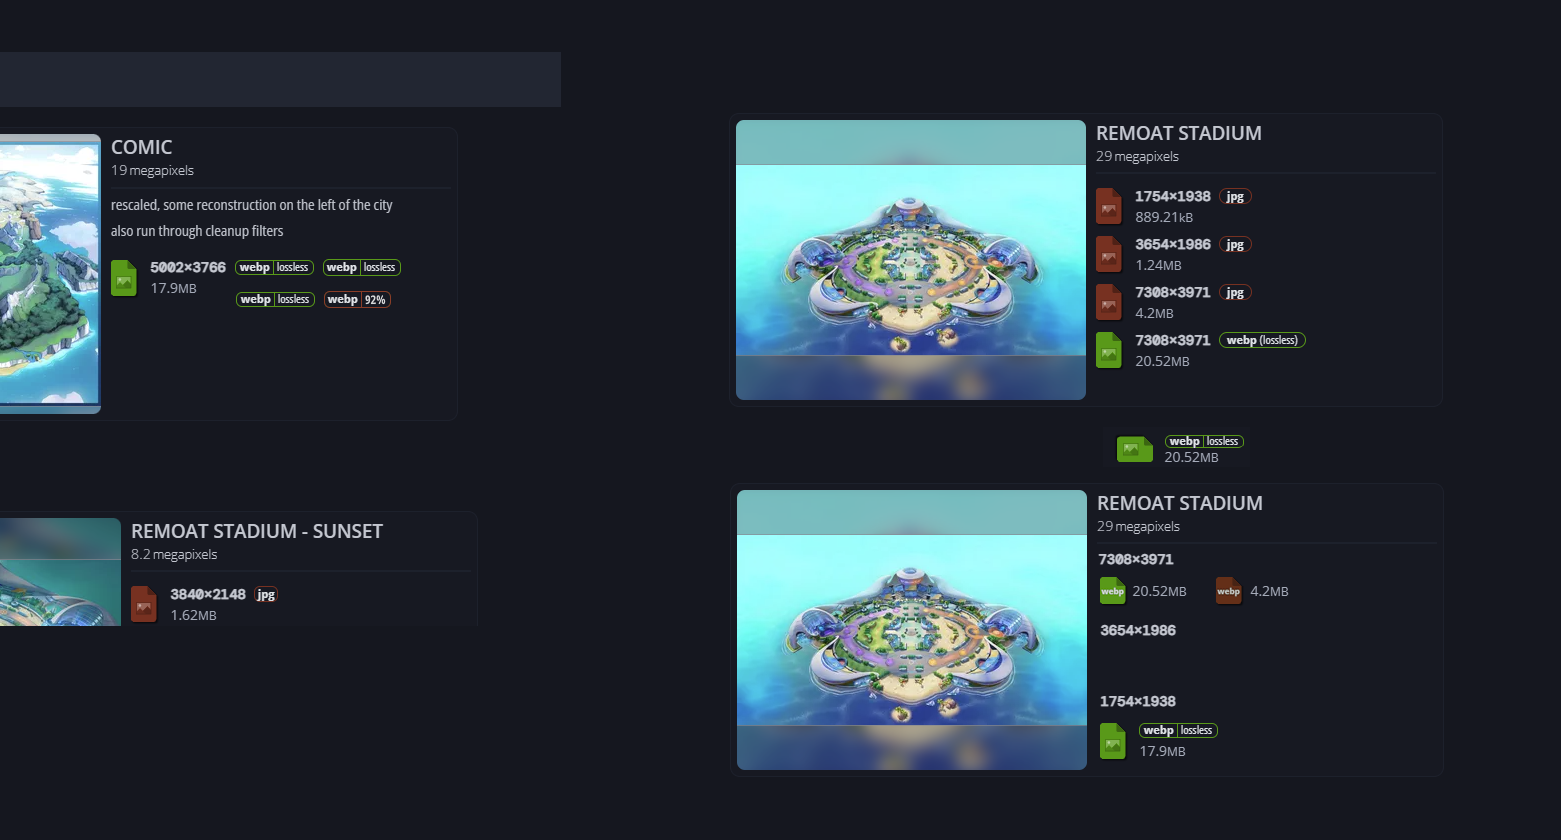 COMIC
19 megapixels
rescaled, some reconstruction on the left of the city
also run through cleanup filters
5002×3766 webp lossless webp lossless
17.9MB
webp lossless webp 92%
REMOAT STADIUM - SUNSET
8.2 megapixels
3840×2148 jpg
1.62MB
REMOAT STADIUM
29 megapixels
1754×1938 jpg
889.21kB
3654×1986 jpg
1.24MB
7308×3971 jpg
4.2MB
7308×3971 webp (lossless)
20.52MB
webp lossless
20.52MB
REMOAT STADIUM
29 megapixels
7308×3971
webp 20.52MB webp 4.2MB
3654×1986
1754×1938
webp lossless
17.9MB